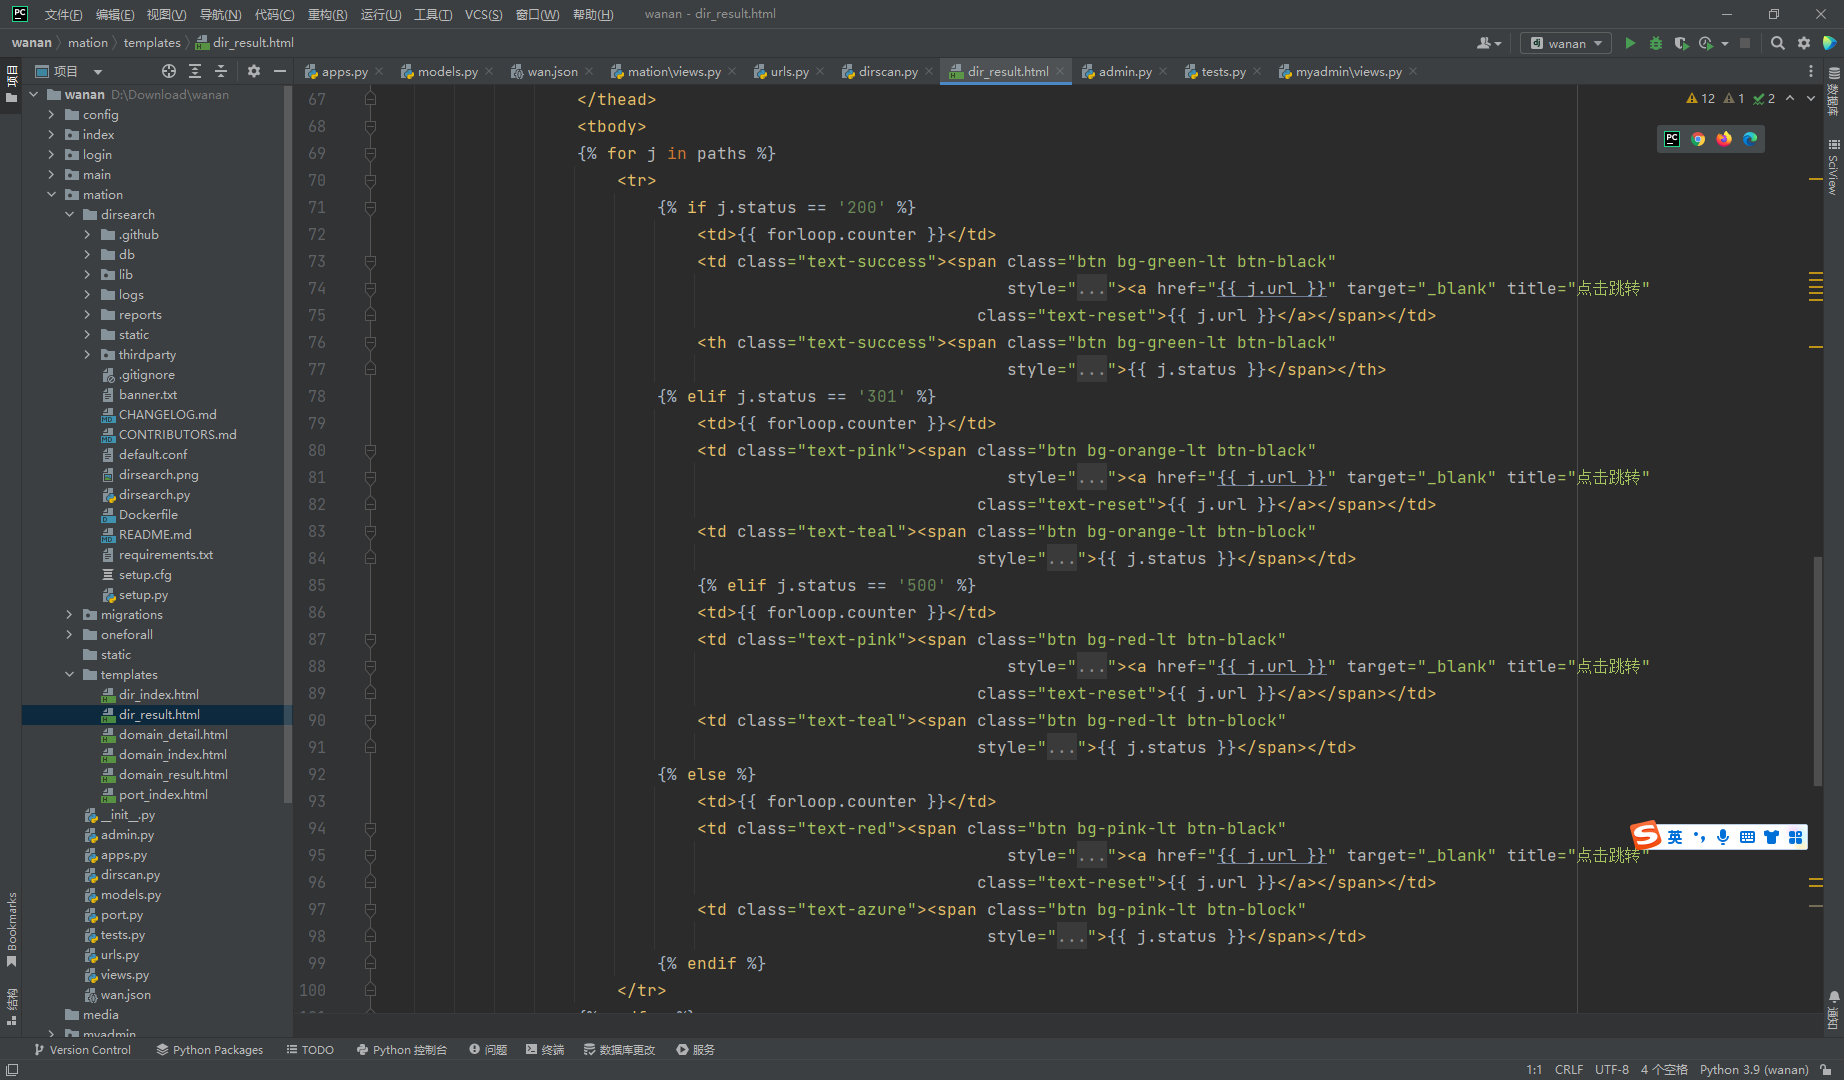 PC 文件(F) 编辑(E) 视图(V) 导航(N) 代码(C) 重构(R) 运行(U) 工具(T) VCS(S) 窗口(W) 帮助(H) wanan - dir_result.html
wanan mation templates dir_result.html
wanan
项目
apps.py models.py wan.json mation\views.py urls.py dirscan.py dir_result.html admin.py tests.py myadmin\views.py
项目
wanan D:\Download\wanan
config
index
login
main
mation
dirsearch
.github
db
lib
logs
reports
static
thirdparty
.gitignore
banner.txt
CHANGELOG.md
CONTRIBUTORS.md
default.conf
dirsearch.png
dirsearch.py
Dockerfile
README.md
requirements.txt
setup.cfg
setup.py
migrations
oneforall
static
templates
dir_index.html
dir_result.html
domain_detail.html
domain_index.html
domain_result.html
port_index.html
__init__.py
admin.py
apps.py
dirscan.py
models.py
port.py
tests.py
urls.py
views.py
wan.json
media
myadmin
Bookmarks
结构
12 1 2
67 </thead>
68 <tbody>
69 {% for j in paths %}
70 <tr>
71 {% if j.status == '200' %}
72 <td>{{ forloop.counter }}</td>
73 <td class="text-success"><span class="btn bg-green-lt btn-black"
74 style="..."><a href="{{ j.url }}" target="_blank" title="点击跳转"
75 class="text-reset">{{ j.url }}</a></span></td>
76 <th class="text-success"><span class="btn bg-green-lt btn-black"
77 style="...">{{ j.status }}</span></th>
78 {% elif j.status == '301' %}
79 <td>{{ forloop.counter }}</td>
80 <td class="text-pink"><span class="btn bg-orange-lt btn-black"
81 style="..."><a href="{{ j.url }}" target="_blank" title="点击跳转"
82 class="text-reset">{{ j.url }}</a></span></td>
83 <td class="text-teal"><span class="btn bg-orange-lt btn-block"
84 style="...">{{ j.status }}</span></td>
85 {% elif j.status == '500' %}
86 <td>{{ forloop.counter }}</td>
87 <td class="text-pink"><span class="btn bg-red-lt btn-black"
88 style="..."><a href="{{ j.url }}" target="_blank" title="点击跳转"
89 class="text-reset">{{ j.url }}</a></span></td>
90 <td class="text-teal"><span class="btn bg-red-lt btn-block"
91 style="...">{{ j.status }}</span></td>
92 {% else %}
93 <td>{{ forloop.counter }}</td>
94 <td class="text-red"><span class="btn bg-pink-lt btn-black"
95 style="..."><a href="{{ j.url }}" target="_blank" title="点击跳转"
96 class="text-reset">{{ j.url }}</a></span></td>
97 <td class="text-azure"><span class="btn bg-pink-lt btn-block"
98 style="...">{{ j.status }}</span></td>
99 {% endif %}
100 </tr>
数据库
SciView
英
通知
Version Control Python Packages TODO Python 控制台 问题 终端 数据库更改 服务
1:1 CRLF UTF-8 4 个空格 Python 3.9 (wanan)